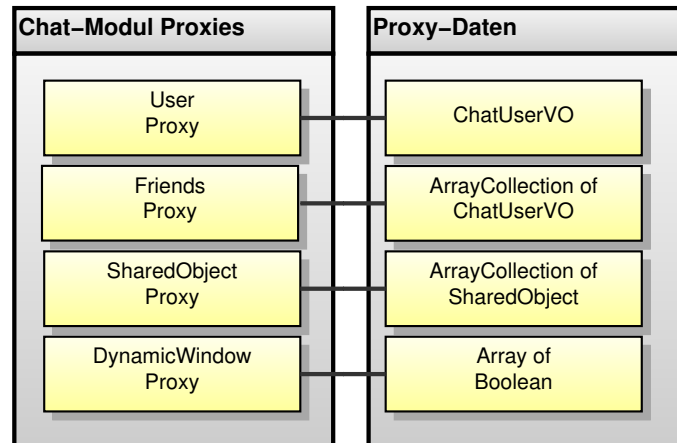 Chat–Modul Proxies
Proxy–Daten
User
Proxy
ChatUserVO
Friends
Proxy
ArrayCollection of
ChatUserVO
SharedObject
Proxy
ArrayCollection of
SharedObject
DynamicWindow
Proxy
Array of
Boolean